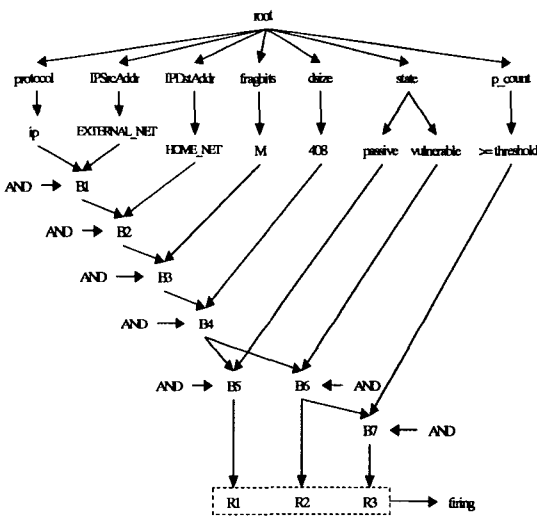 root
protocol IPSrcAddr IPDstAddr fragbits dsize state p_count
ip EXTERNAL_NET HOME_NET M 408 passive vulnerable >=threshold
AND B1
AND B2
AND B3
AND B4
AND B5 B6 AND
B7 AND
R1 R2 R3 firing